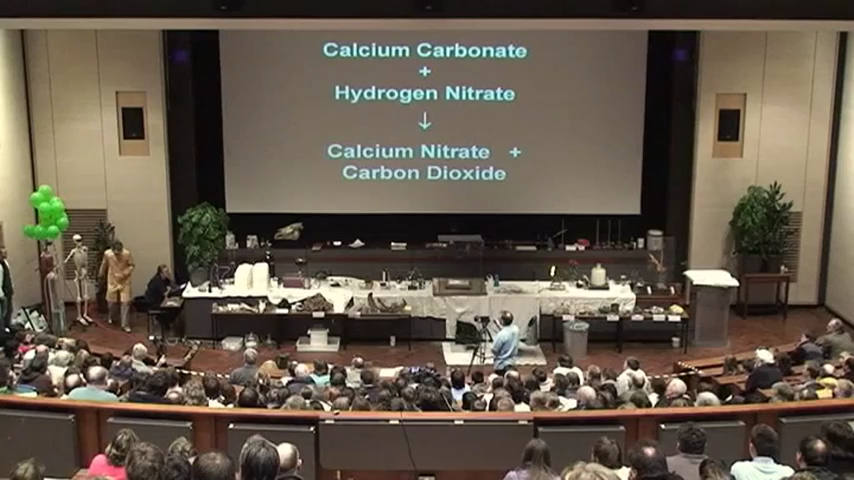 Calcium Carbonate
+
Hydrogen Nitrate
↓
Calcium Nitrate +
Carbon Dioxide